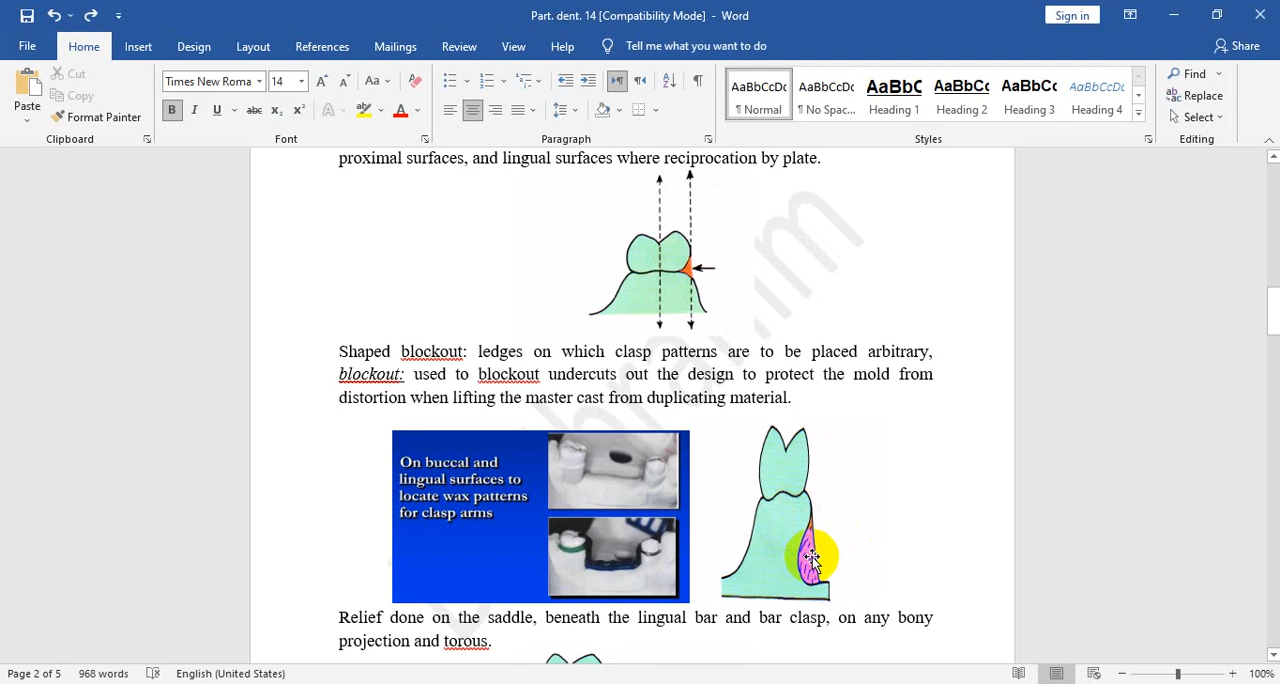 Part. dent. 14 [Compatibility Mode] - Word
Sign in
File Home Insert Design Layout References Mailings Review View Help Tell me what you want to do Share
Paste
Cut
Copy
Format Painter
Clipboard
Times New Roma 14
Aa
B I U abc x₂ x² A A
Font
Paragraph
AaBbCcDc AaBbCcDc AaBbC AaBbCc AaBbCc AaBbCcDc
¶ Normal ¶ No Spac... Heading 1 Heading 2 Heading 3 Heading 4
Styles
Find
Replace
Select
Editing
proximal surfaces, and lingual surfaces where reciprocation by plate.
Shaped blockout: ledges on which clasp patterns are to be placed arbitrary,
blockout: used to blockout undercuts out the design to protect the mold from
distortion when lifting the master cast from duplicating material.
On buccal and
lingual surfaces to
locate wax patterns
for clasp arms
Relief done on the saddle, beneath the lingual bar and bar clasp, on any bony
projection and torous.
Page 2 of 5 968 words English (United States) 100%